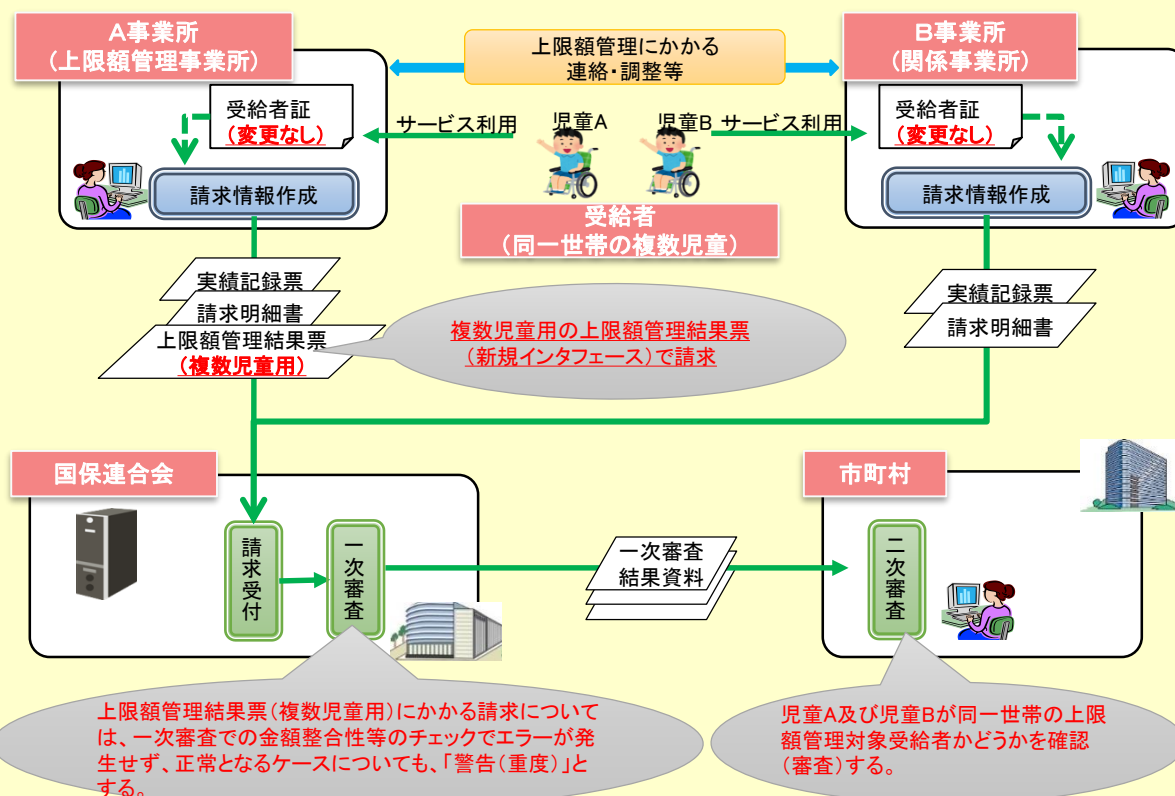 A事業所
(上限額管理事業所)
上限額管理にかかる
連絡・調整等
B事業所
(関係事業所)
受給者証
(変更なし)
サービス利用
児童A
児童B
サービス利用
受給者証
(変更なし)
請求情報作成
請求情報作成
受給者
(同一世帯の複数児童)
実績記録票
請求明細書
上限額管理結果票
(複数児童用)
複数児童用の上限額管理結果票
(新規インタフェース)で請求
実績記録票
請求明細書
国保連合会
市町村
請求受付
一次審査
一次審査
結果資料
二次審査
上限額管理結果票(複数児童用)にかかる請求について
は、一次審査での金額整合性等のチェックでエラーが発
生せず、正常となるケースについても、「警告(重度)」と
する。
児童A及び児童Bが同一世帯の上限
額管理対象受給者かどうかを確認
(審査)する。